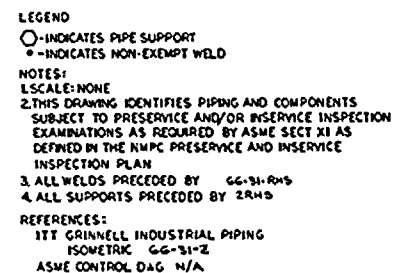 LEGEND
-INDICATES PIPE SUPPORT
-INDICATES NON-EXEMPT WELD
NOTES:
1.SCALE: NONE
2.THIS DRAWING IDENTIFIES PIPING AND COMPONENTS
SUBJECT TO PRESERVICE AND/OR INSERVICE INSPECTION
EXAMINATIONS AS REQUIRED BY ASME SECT XI AS
DEFINED IN THE NMPC PRESERVICE AND INSERVICE
INSPECTION PLAN
3. ALL WELDS PRECEDED BY 66-31-RHS
4. ALL SUPPORTS PRECEDED BY 2RHS
REFERENCES:
ITT GRINNELL INDUSTRIAL PIPING
ISOMETRIC 66-31-2
ASME CONTROL DAG N/A